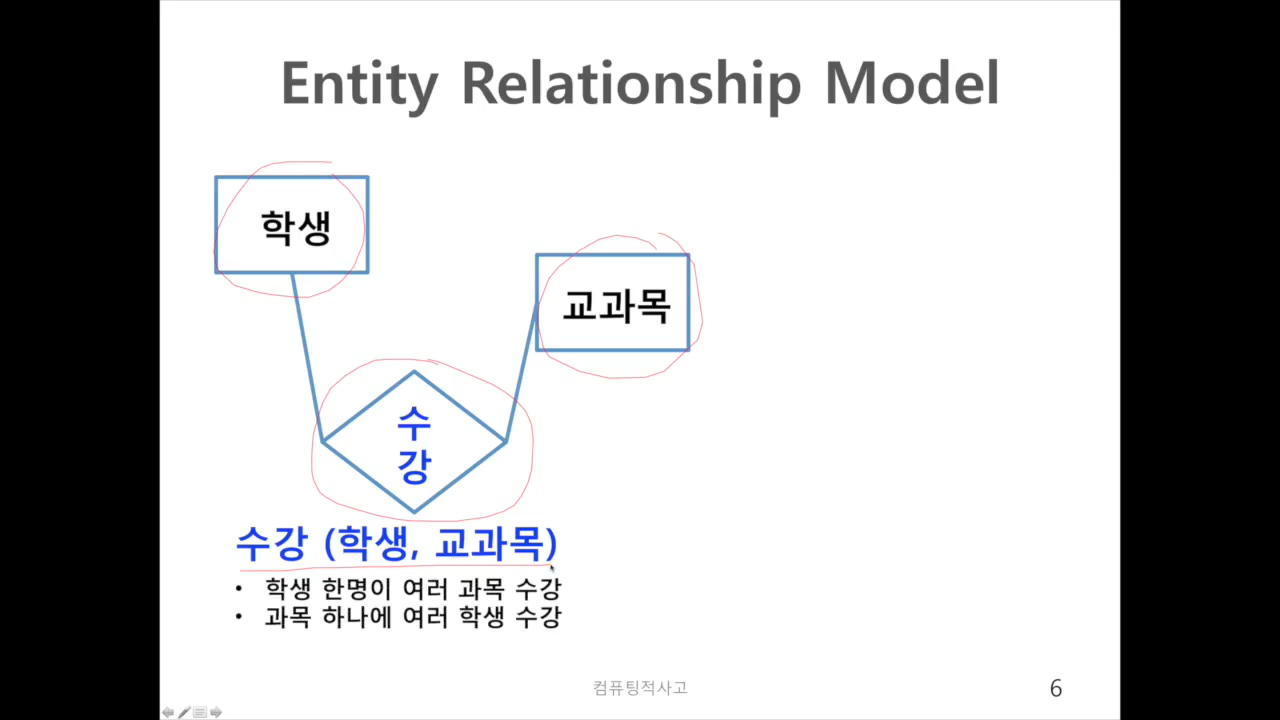 Entity Relationship Model
학생
교과목
수
강
수강 (학생, 교과목)
• 학생 한명이 여러 과목 수강
• 과목 하나에 여러 학생 수강
컴퓨팅적사고
6